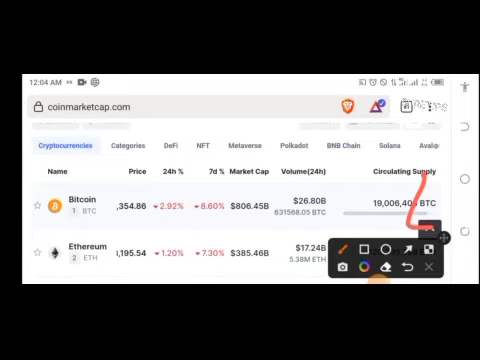 12:04 AM
coinmarketcap.com
Cryptocurrencies Categories DeFi NFT Metaverse Polkadot BNB Chain Solana
Name Price 24h % 7d % Market Cap Volume(24h) Circulating Supply
Bitcoin ,354.86 2.92% 8.60% $806.45B $26.80B BTC
1 BTC 631568.05 BTC
Ethereum ,195.54 1.20% 7.30% $385.46B $17.24B
2 ETH 5.38M ETH